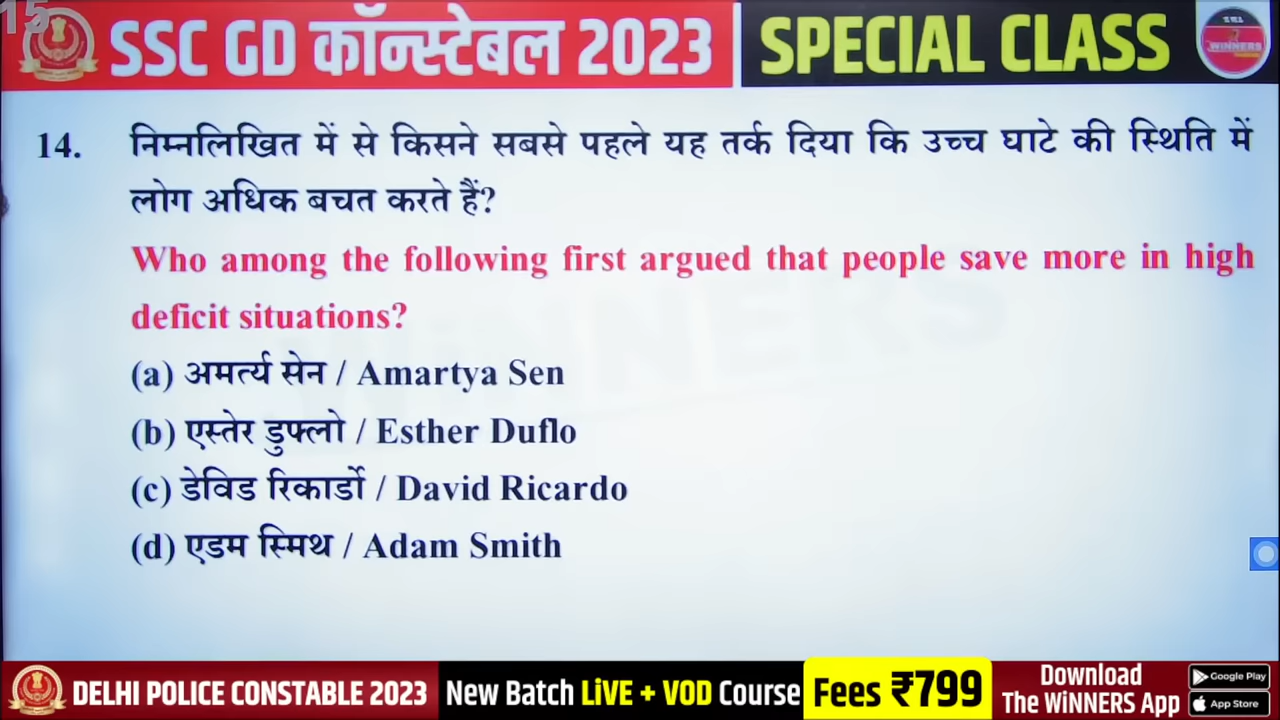 15
SSC GD कॉन्स्टेबल 2023
SPECIAL CLASS
WiNNERS
14. निम्नलिखित में से किसने सबसे पहले यह तर्क दिया कि उच्च घाटे की स्थिति में
लोग अधिक बचत करते हैं?
Who among the following first argued that people save more in high
deficit situations?
(a) अमर्त्य सेन / Amartya Sen
(b) एस्तेर डुफ्लो / Esther Duflo
(c) डेविड रिकार्डो / David Ricardo
(d) एडम स्मिथ / Adam Smith
WiNNERS
DELHI POLICE CONSTABLE 2023
New Batch LiVE + VOD Course
Fees ₹799
Download
The WiNNERS App
Google Play
App Store